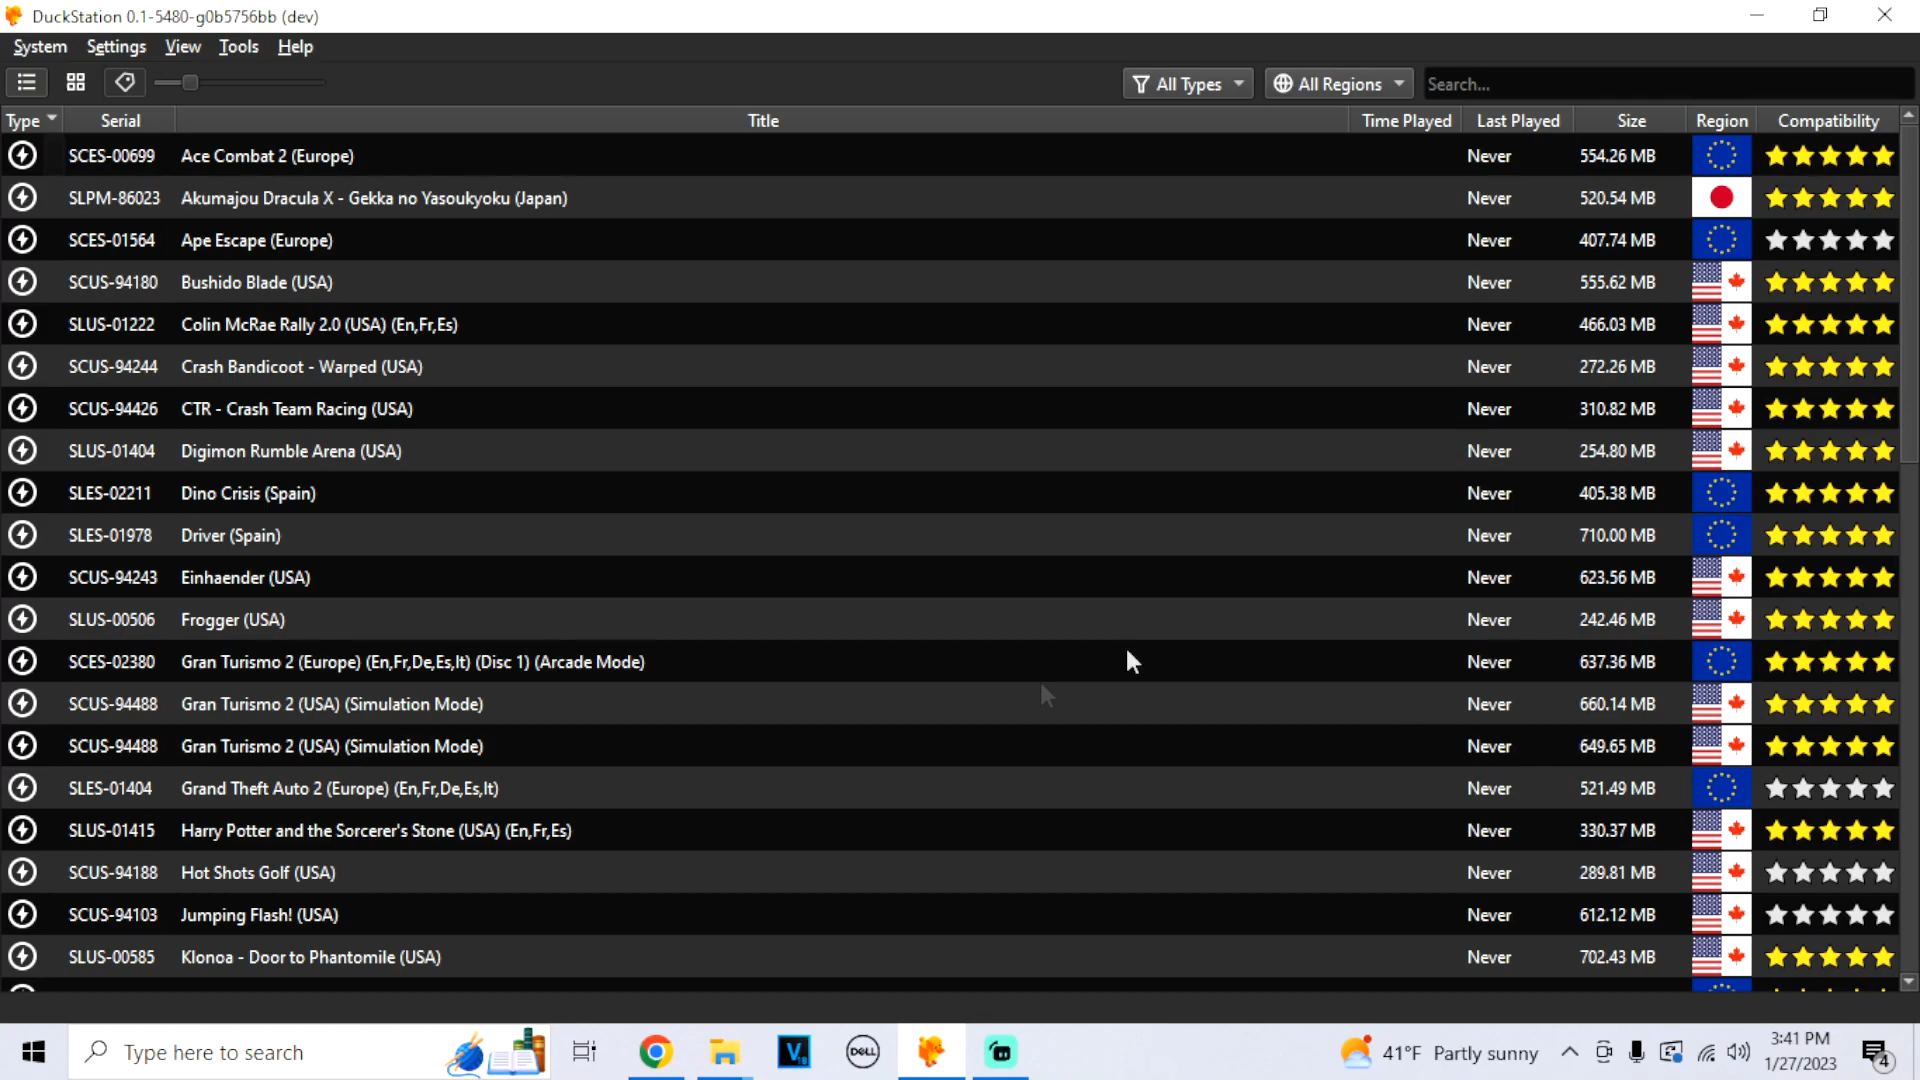 DuckStation 0.1-5480-g0b5756bb (dev)
System Settings View Tools Help
All Types All Regions Search...
Type Serial Title Time Played Last Played Size Region Compatibility
SCES-00699 Ace Combat 2 (Europe) Never 554.26 MB
SLPM-86023 Akumajou Dracula X - Gekka no Yasoukyoku (Japan) Never 520.54 MB
SCES-01564 Ape Escape (Europe) Never 407.74 MB
SCUS-94180 Bushido Blade (USA) Never 555.62 MB
SLUS-01222 Colin McRae Rally 2.0 (USA) (En,Fr,Es) Never 466.03 MB
SCUS-94244 Crash Bandicoot - Warped (USA) Never 272.26 MB
SCUS-94426 CTR - Crash Team Racing (USA) Never 310.82 MB
SLUS-01404 Digimon Rumble Arena (USA) Never 254.80 MB
SLES-02211 Dino Crisis (Spain) Never 405.38 MB
SLES-01978 Driver (Spain) Never 710.00 MB
SCUS-94243 Einhaender (USA) Never 623.56 MB
SLUS-00506 Frogger (USA) Never 242.46 MB
SCES-02380 Gran Turismo 2 (Europe) (En,Fr,De,Es,It) (Disc 1) (Arcade Mode) Never 637.36 MB
SCUS-94488 Gran Turismo 2 (USA) (Simulation Mode) Never 660.14 MB
SCUS-94488 Gran Turismo 2 (USA) (Simulation Mode) Never 649.65 MB
SLES-01404 Grand Theft Auto 2 (Europe) (En,Fr,De,Es,It) Never 521.49 MB
SLUS-01415 Harry Potter and the Sorcerer's Stone (USA) (En,Fr,Es) Never 330.37 MB
SCUS-94188 Hot Shots Golf (USA) Never 289.81 MB
SCUS-94103 Jumping Flash! (USA) Never 612.12 MB
SLUS-00585 Klonoa - Door to Phantomile (USA) Never 702.43 MB
Type here to search V 18 DELL 41°F Partly sunny 3:41 PM
1/27/2023 4